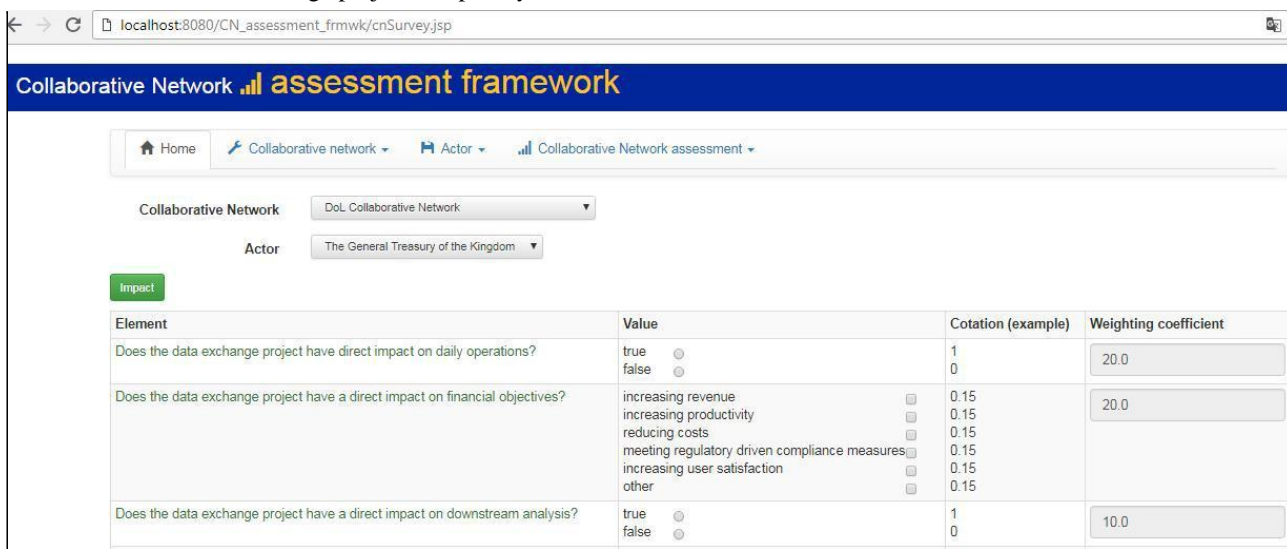 localhost:8080/CN_assessment_frmwk/cnSurvey.jsp
Collaborative Network assessment framework
Home Collaborative network Actor Collaborative Network assessment
Collaborative Network DoL Collaborative Network
Actor The General Treasury of the Kingdom
Impact
Element Value Cotation (example) Weighting coefficient
Does the data exchange project have direct impact on daily operations? true 1 20.0
false 0
Does the data exchange project have a direct impact on financial objectives? increasing revenue 0.15 20.0
increasing productivity 0.15
reducing costs 0.15
meeting regulatory driven compliance measures 0.15
increasing user satisfaction 0.15
other 0.15
Does the data exchange project have a direct impact on downstream analysis? true 1 10.0
false 0